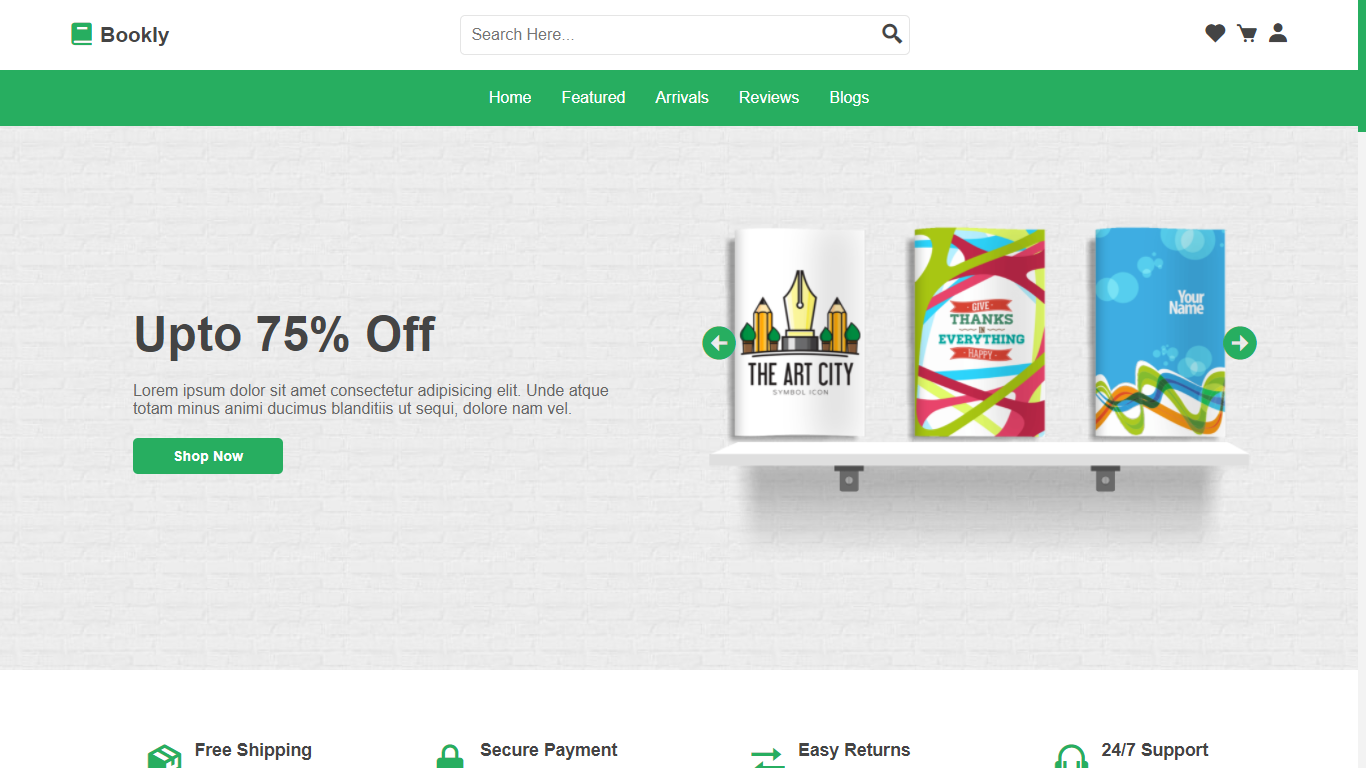 Bookly
Search Here...
Home
Featured
Arrivals
Reviews
Blogs
Upto 75% Off
Lorem ipsum dolor sit amet consectetur adipisicing elit. Unde atque
totam minus animi ducimus blanditiis ut sequi, dolore nam vel.
Shop Now
THE ART CITY
SYMBOL ICON
GIVE
THANKS
IN
EVERYTHING
HAPPY
Your
Name
Free Shipping
Secure Payment
Easy Returns
24/7 Support